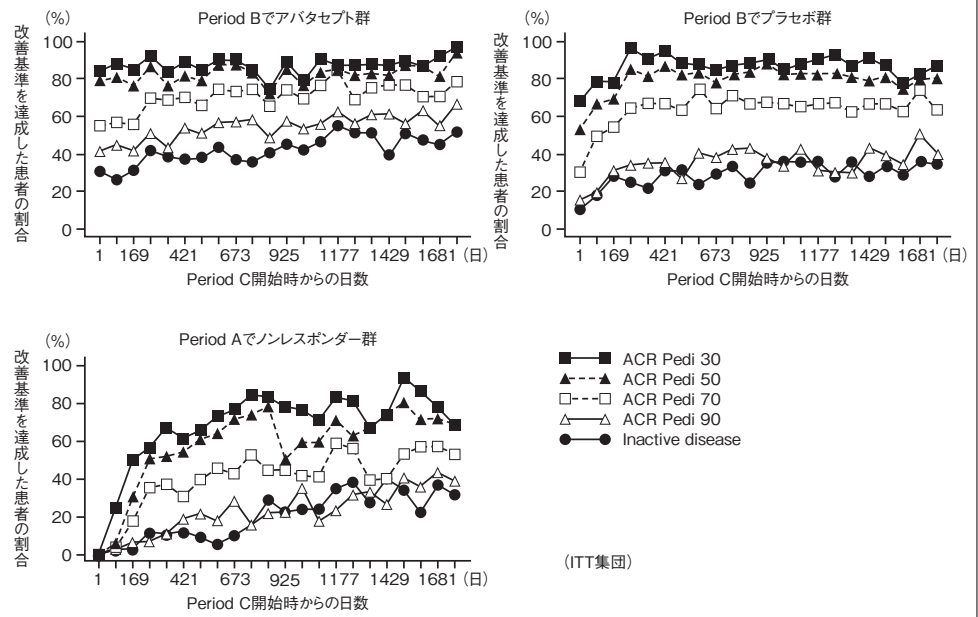 Period Bでアバタセプト群
(%)
改善基準を達成した患者の割合
100
80
60
40
20
0
1 169 421 673 925 1177 1429 1681 (日)
Period C開始時からの日数
Period Bでプラセボ群
(%)
改善基準を達成した患者の割合
100
80
60
40
20
0
1 169 421 673 925 1177 1429 1681 (日)
Period C開始時からの日数
Period Aでノンレスポンダー群
(%)
改善基準を達成した患者の割合
100
80
60
40
20
0
1 169 421 673 925 1177 1429 1681 (日)
Period C開始時からの日数
ACR Pedi 30
ACR Pedi 50
ACR Pedi 70
ACR Pedi 90
Inactive disease
(ITT集団)